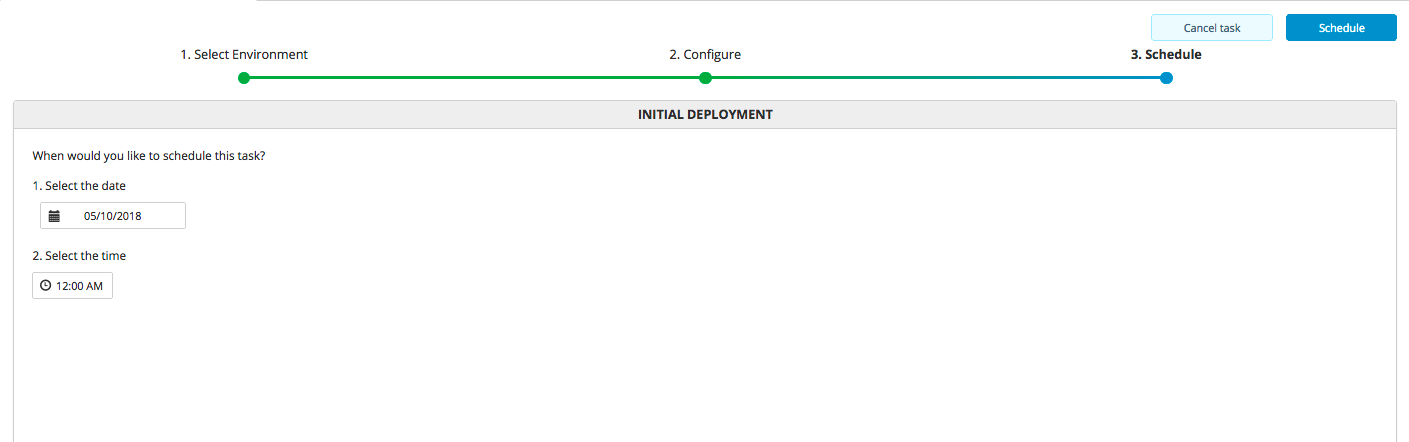 Cancel task
Schedule
1. Select Environment
2. Configure
3. Schedule
INITIAL DEPLOYMENT
When would you like to schedule this task?
1. Select the date
05/10/2018
2. Select the time
12:00 AM